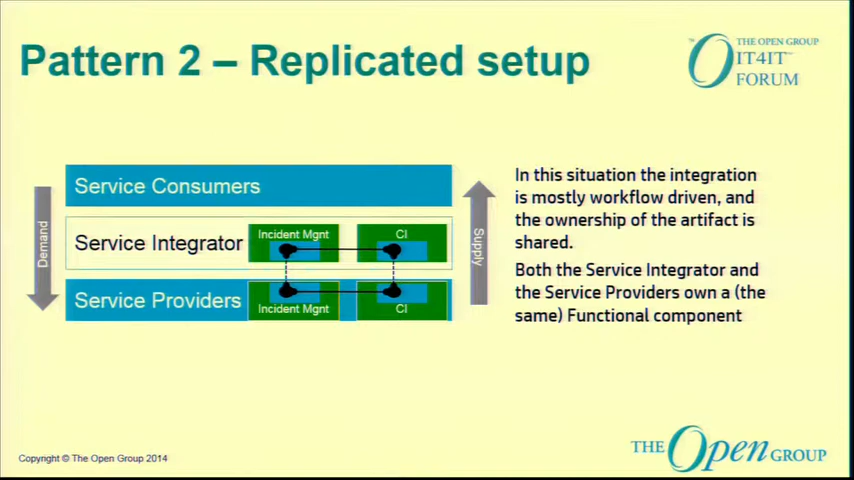 Pattern 2 – Replicated setup
THE OPEN GROUP
IT4IT™
FORUM
Service Consumers
Demand
Service Integrator
Incident Mgnt
CI
Supply
Service Providers
Incident Mgnt
CI
In this situation the integration
is mostly workflow driven, and
the ownership of the artifact is
shared.
Both the Service Integrator and
the Service Providers own a (the
same) Functional component
Copyright © The Open Group 2014
THE Open GROUP